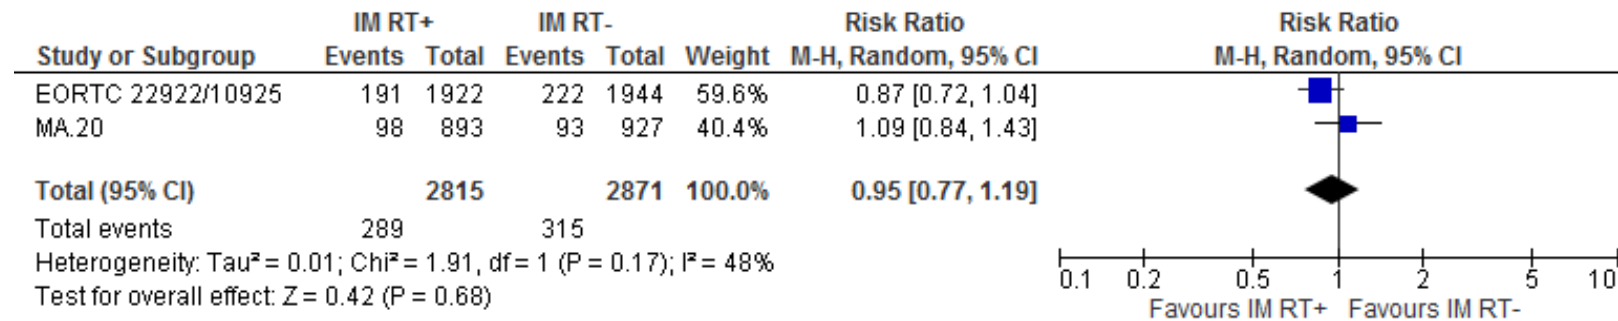 IM RT+ IM RT- Risk Ratio Risk Ratio
Study or Subgroup Events Total Events Total Weight M-H, Random, 95% CI M-H, Random, 95% CI
EORTC 22922/10925 191 1922 222 1944 59.6% 0.87 [0.72, 1.04]
MA.20 98 893 93 927 40.4% 1.09 [0.84, 1.43]
Total (95% CI) 2815 2871 100.0% 0.95 [0.77, 1.19]
Total events 289 315
Heterogeneity: Tau² = 0.01; Chi² = 1.91, df = 1 (P = 0.17); I² = 48%
Test for overall effect: Z = 0.42 (P = 0.68)
0.1 0.2 0.5 1 2 5 10
Favours IM RT+ Favours IM RT-